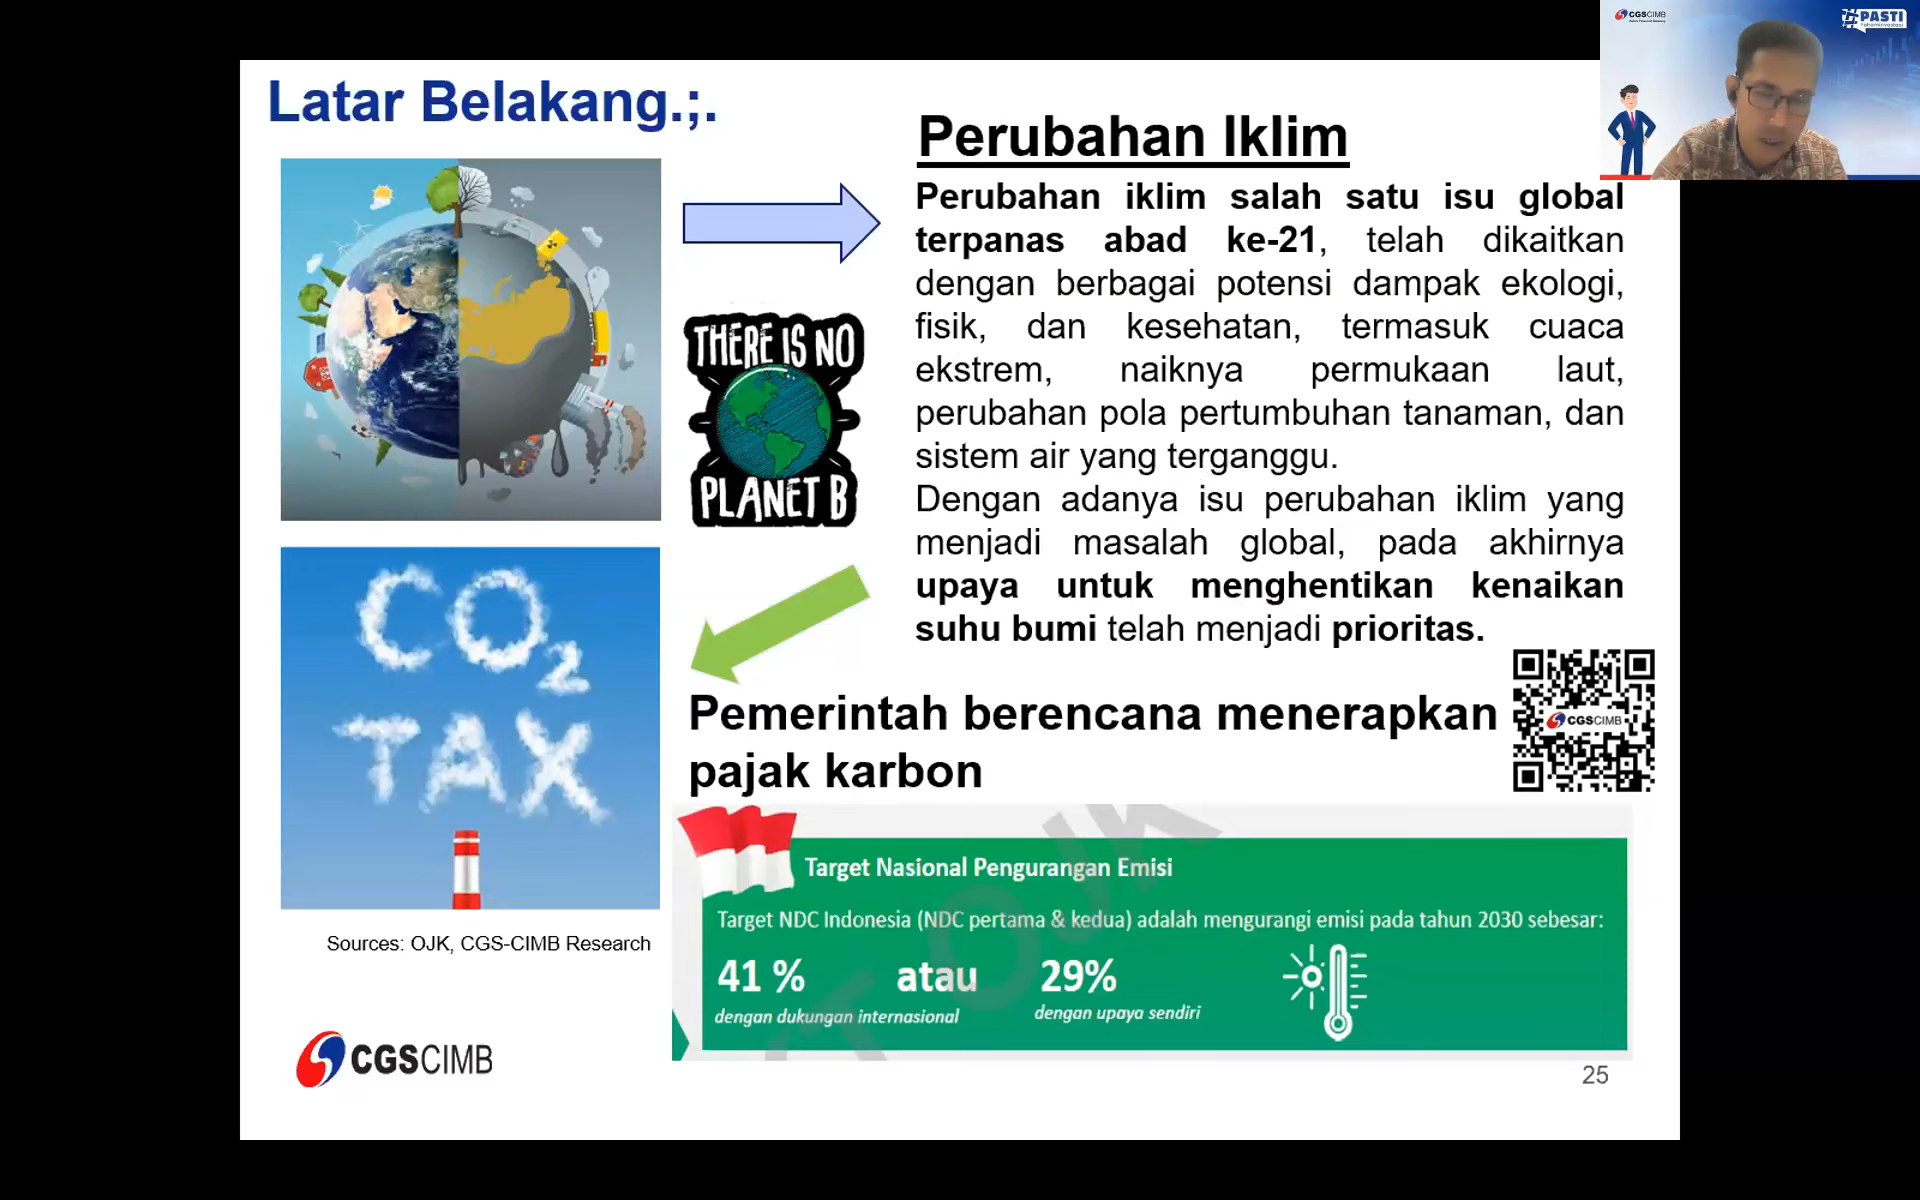 CGSCIMB
#PASTI
Latar Belakang.;.
Perubahan Iklim
Perubahan iklim salah satu isu global
terpanas abad ke-21, telah dikaitkan
dengan berbagai potensi dampak ekologi,
fisik, dan kesehatan, termasuk cuaca
ekstrem, naiknya permukaan laut,
perubahan pola pertumbuhan tanaman, dan
sistem air yang terganggu.
Dengan adanya isu perubahan iklim yang
menjadi masalah global, pada akhirnya
upaya untuk menghentikan kenaikan
suhu bumi telah menjadi prioritas.
THERE IS NO
PLANET B
CO2
TAX
Pemerintah berencana menerapkan
pajak karbon
CGSCIMB
Target Nasional Pengurangan Emisi
Target NDC Indonesia (NDC pertama & kedua) adalah mengurangi emisi pada tahun 2030 sebesar:
41 % atau 29%
dengan dukungan internasional dengan upaya sendiri
OJK
Sources: OJK, CGS-CIMB Research
CGSCIMB
25